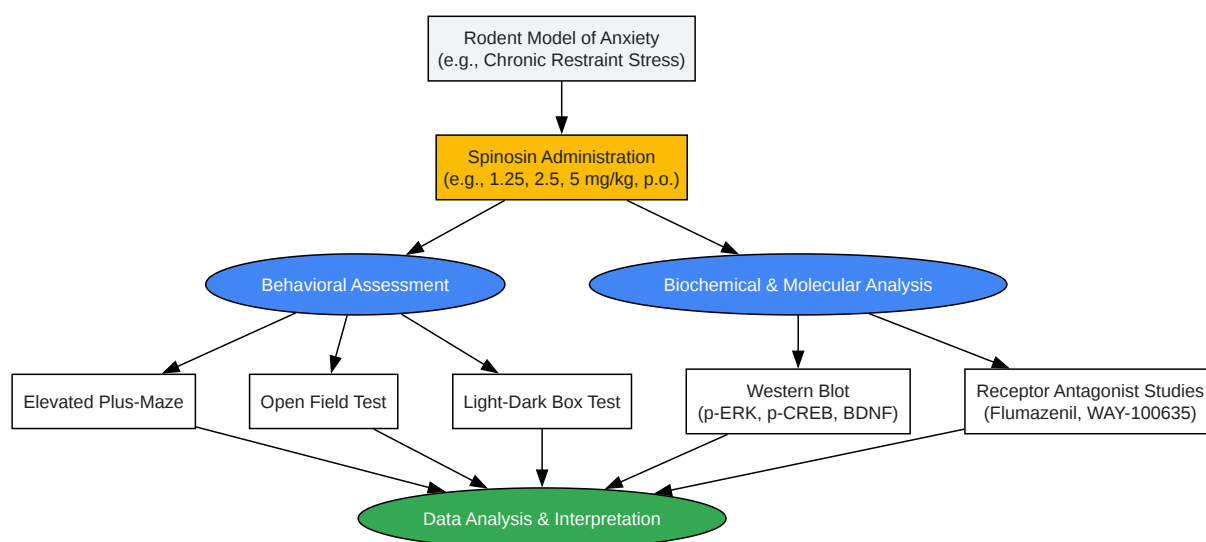 Rodent Model of Anxiety
(e.g., Chronic Restraint Stress)
Spinosin Administration
(e.g., 1.25, 2.5, 5 mg/kg, p.o.)
Behavioral Assessment
Biochemical & Molecular Analysis
Elevated Plus-Maze
Open Field Test
Light-Dark Box Test
Western Blot
(p-ERK, p-CREB, BDNF)
Receptor Antagonist Studies
(Flumazenil, WAY-100635)
Data Analysis & Interpretation